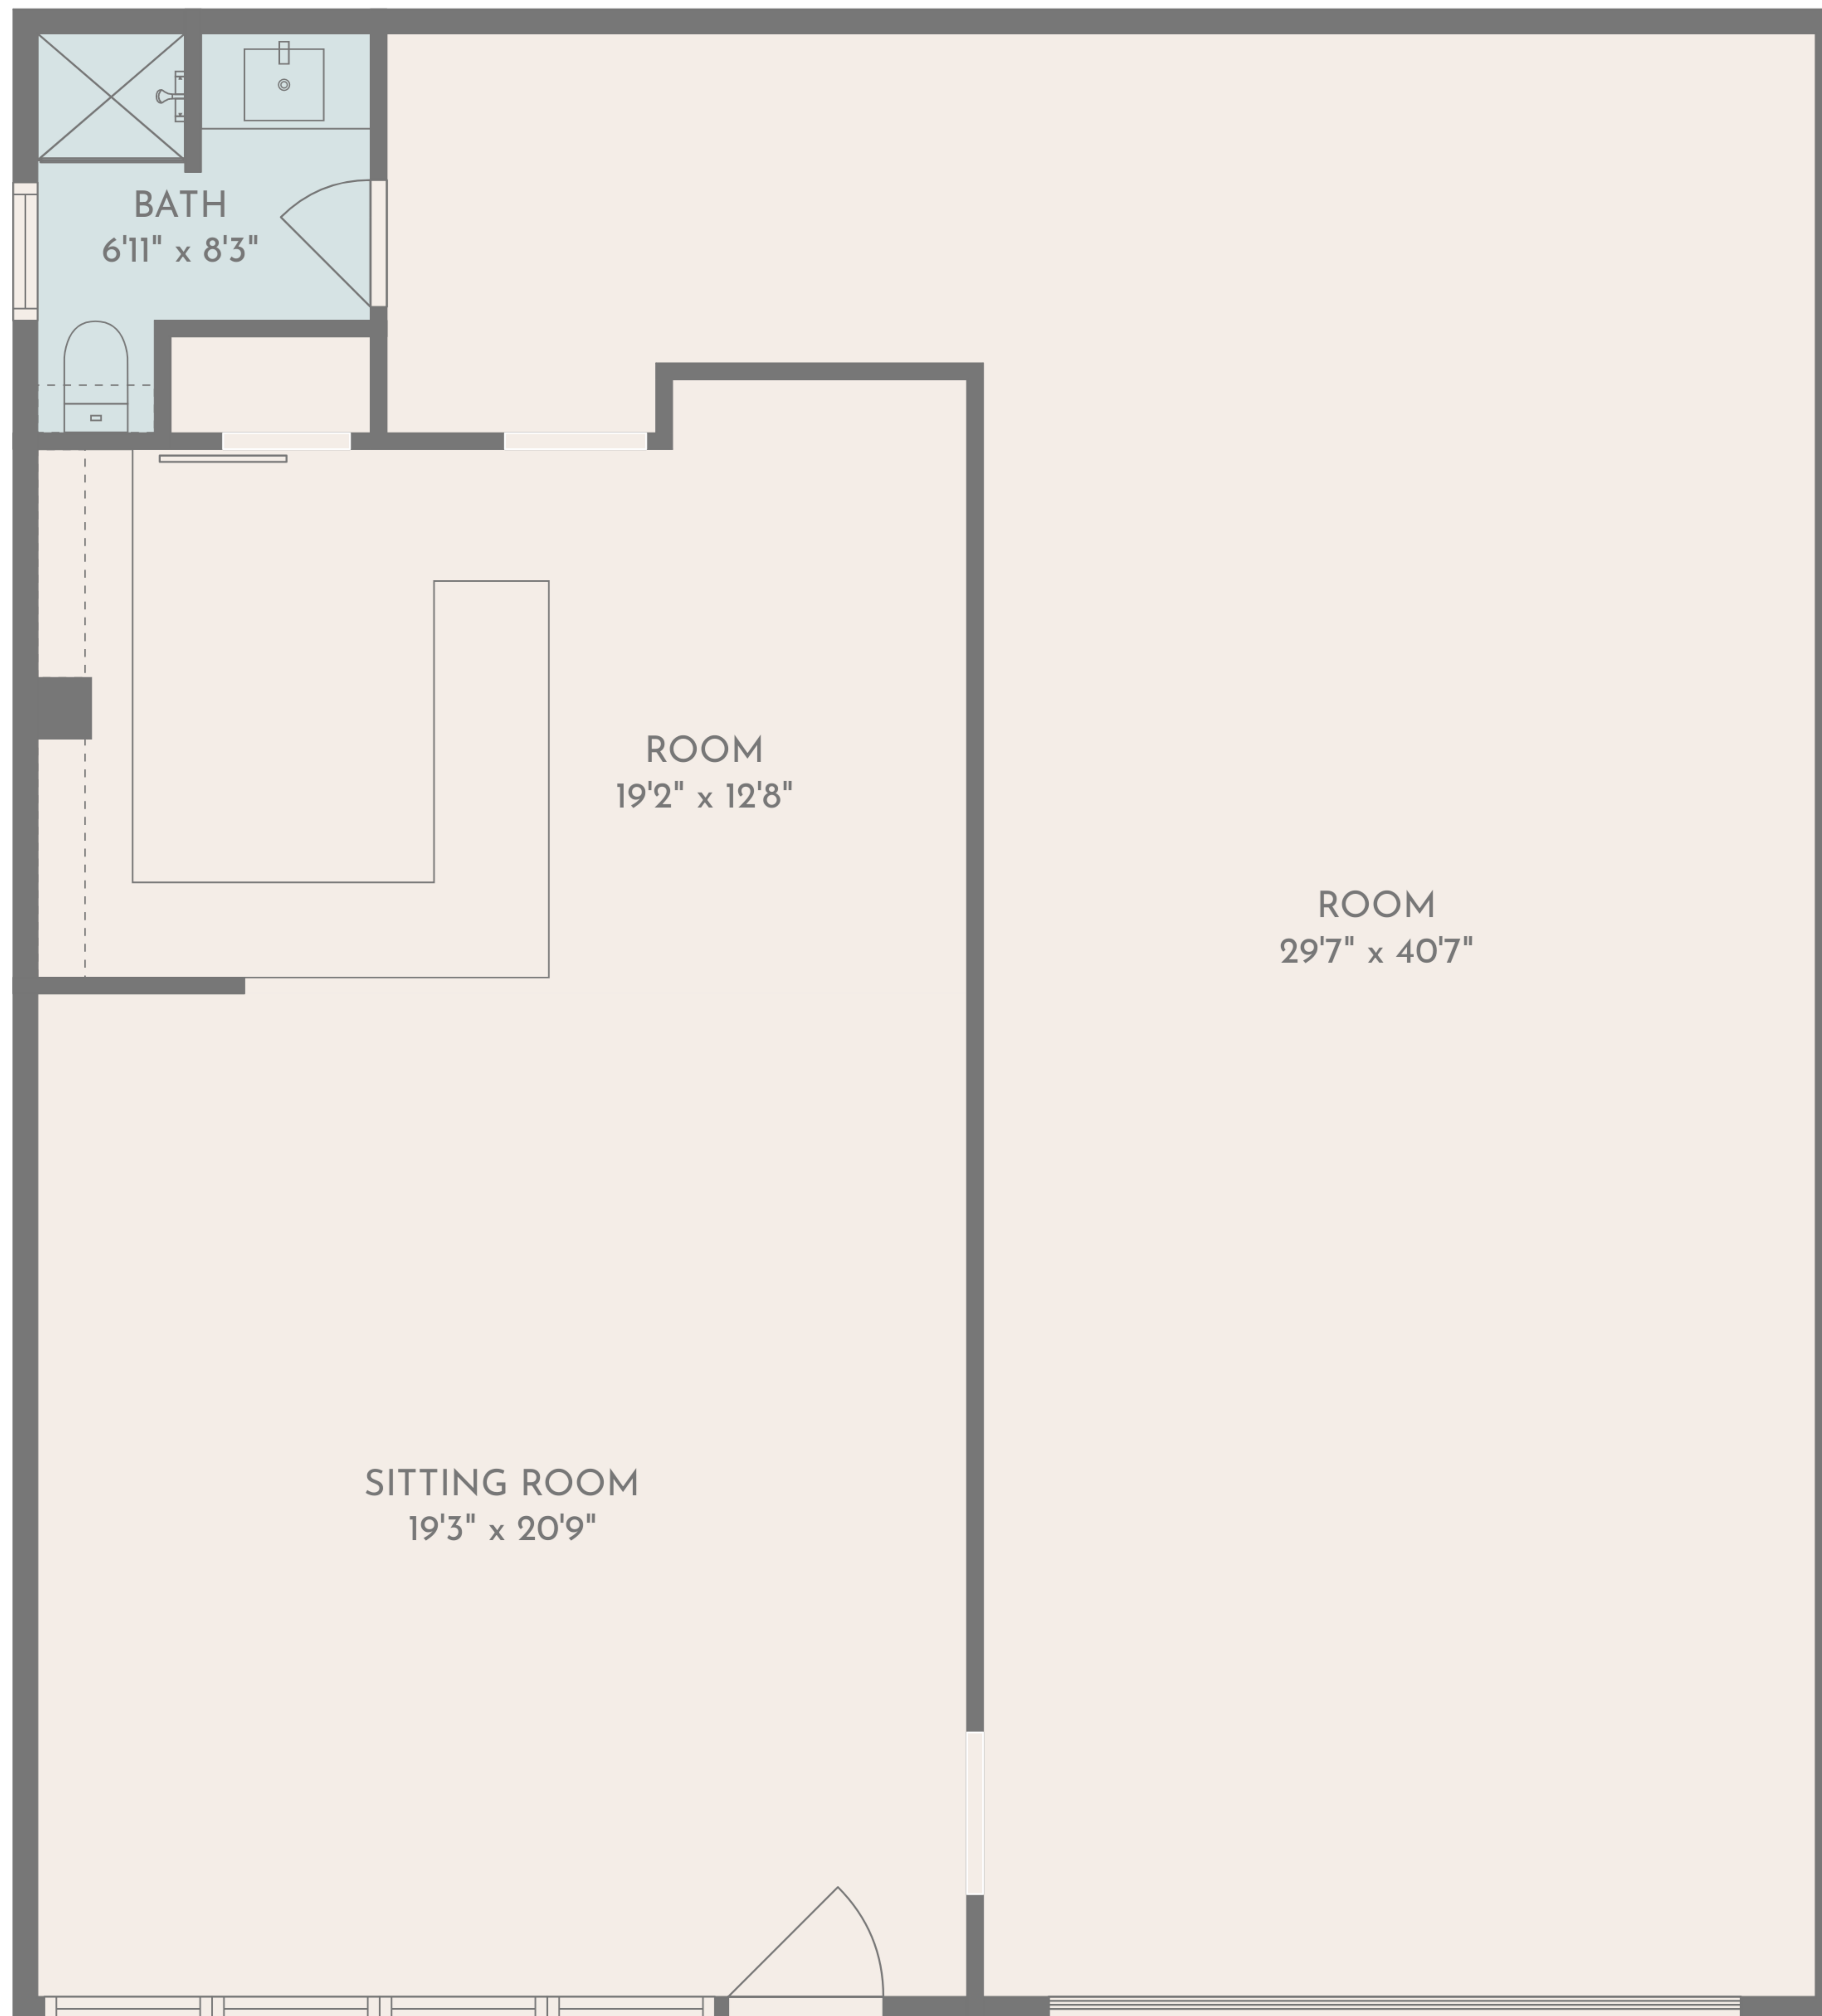 BATH
6'11" x 8'3"
ROOM
19'2" x 12'8"
ROOM
29'7" x 40'7"
SITTING ROOM
19'3" x 20'9"